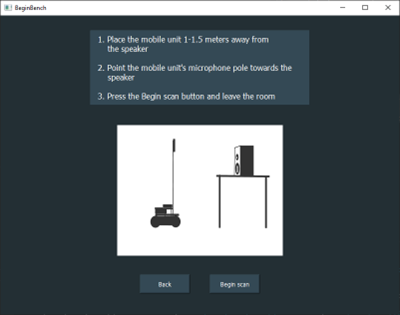 BeginBench
1. Place the mobile unit 1-1.5 meters away from
the speaker
2. Point the mobile unit's microphone pole towards the
speaker
3. Press the Begin scan button and leave the room
Back
Begin scan